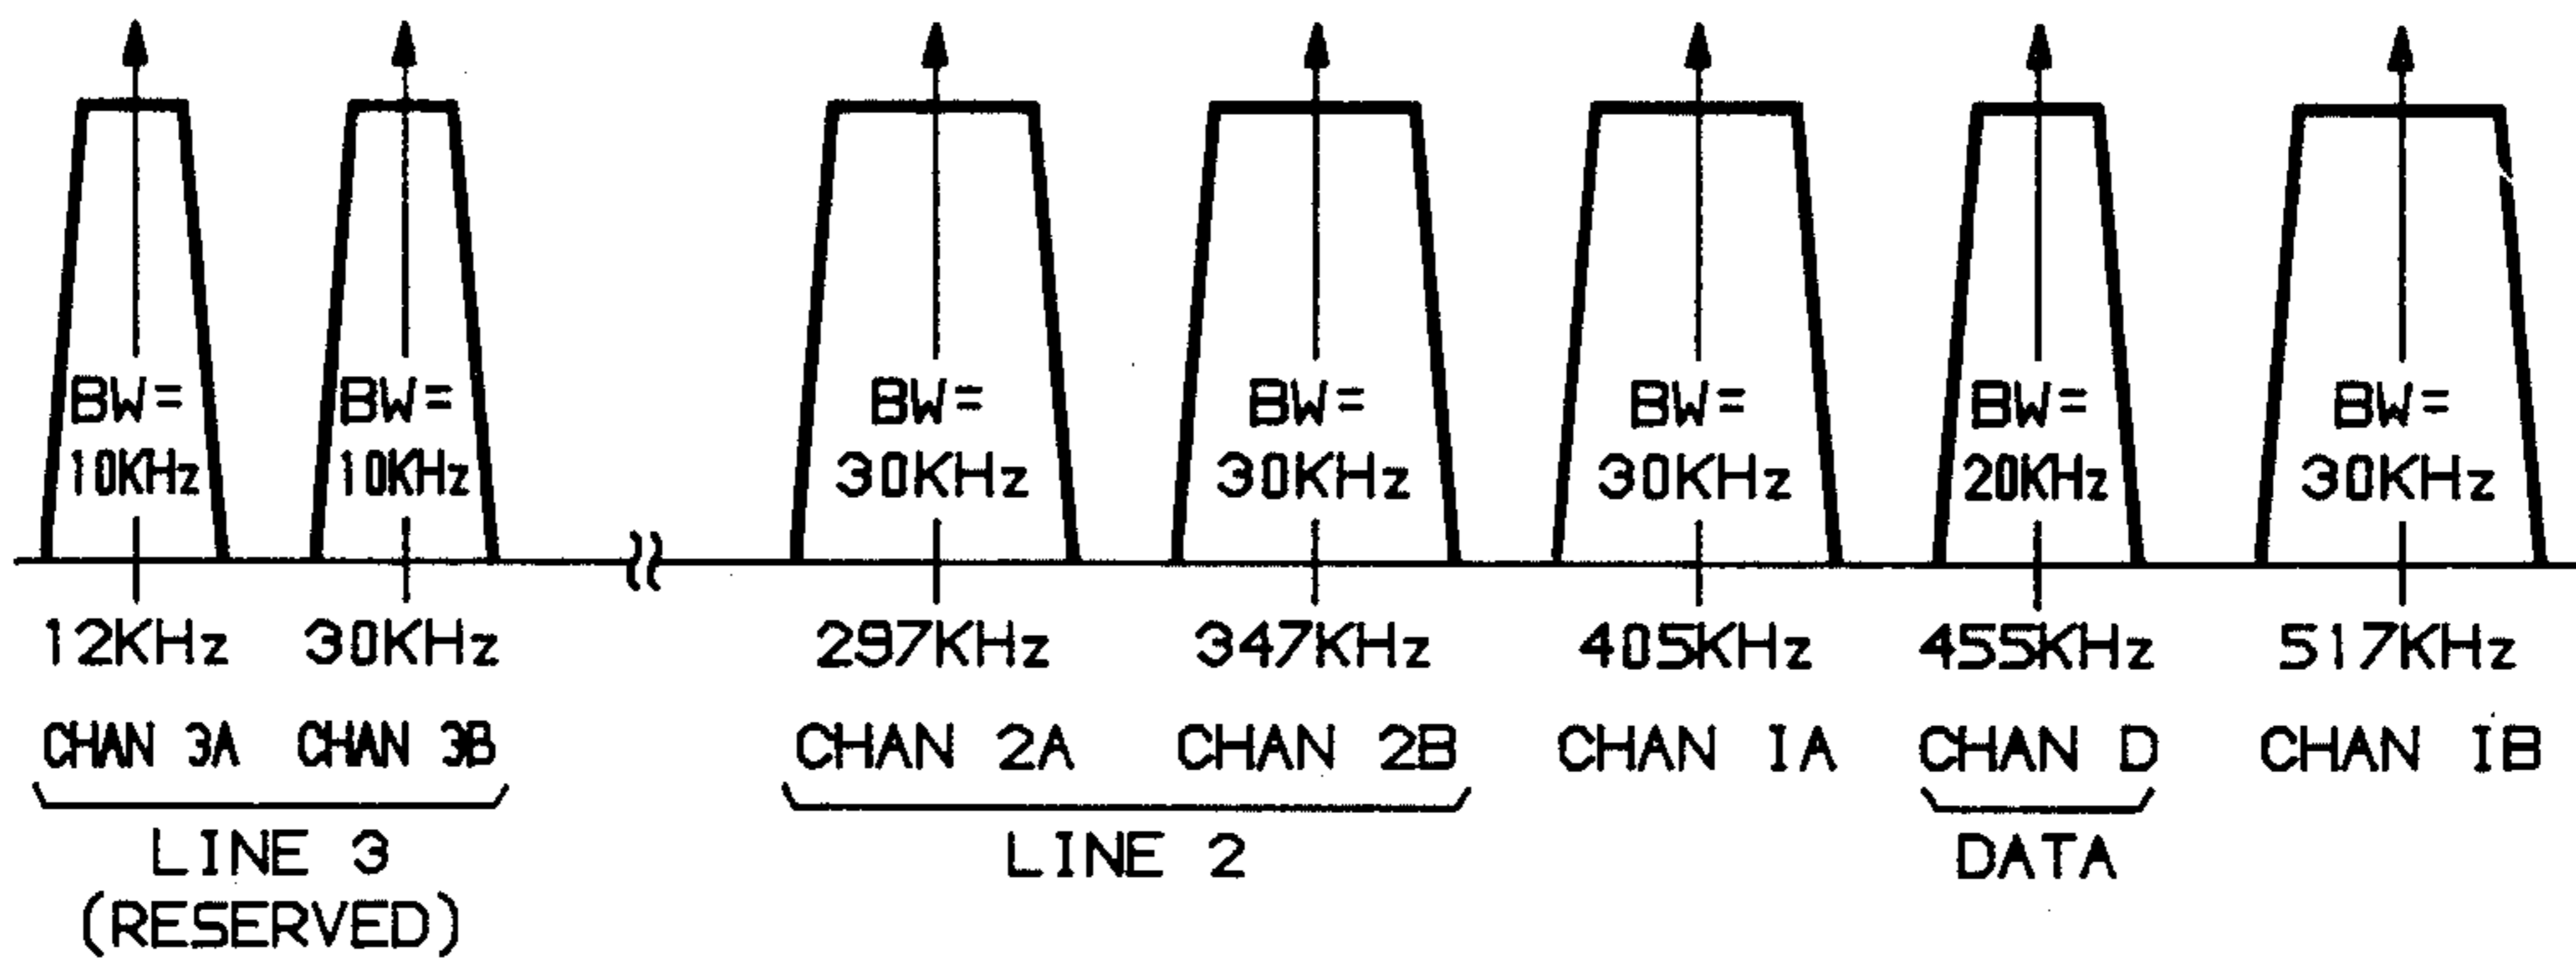 BW= BW= BW= BW= BW= BW= BW=
10KHz 10KHz 30KHz 30KHz 30KHz 20KHz 30KHz
12KHz 30KHz 297KHz 347KHz 405KHz 455KHz 517KHz
CHAN 3A CHAN 3B CHAN 2A CHAN 2B CHAN 1A CHAN D CHAN 1B
LINE 3 LINE 2 DATA
(RESERVED)